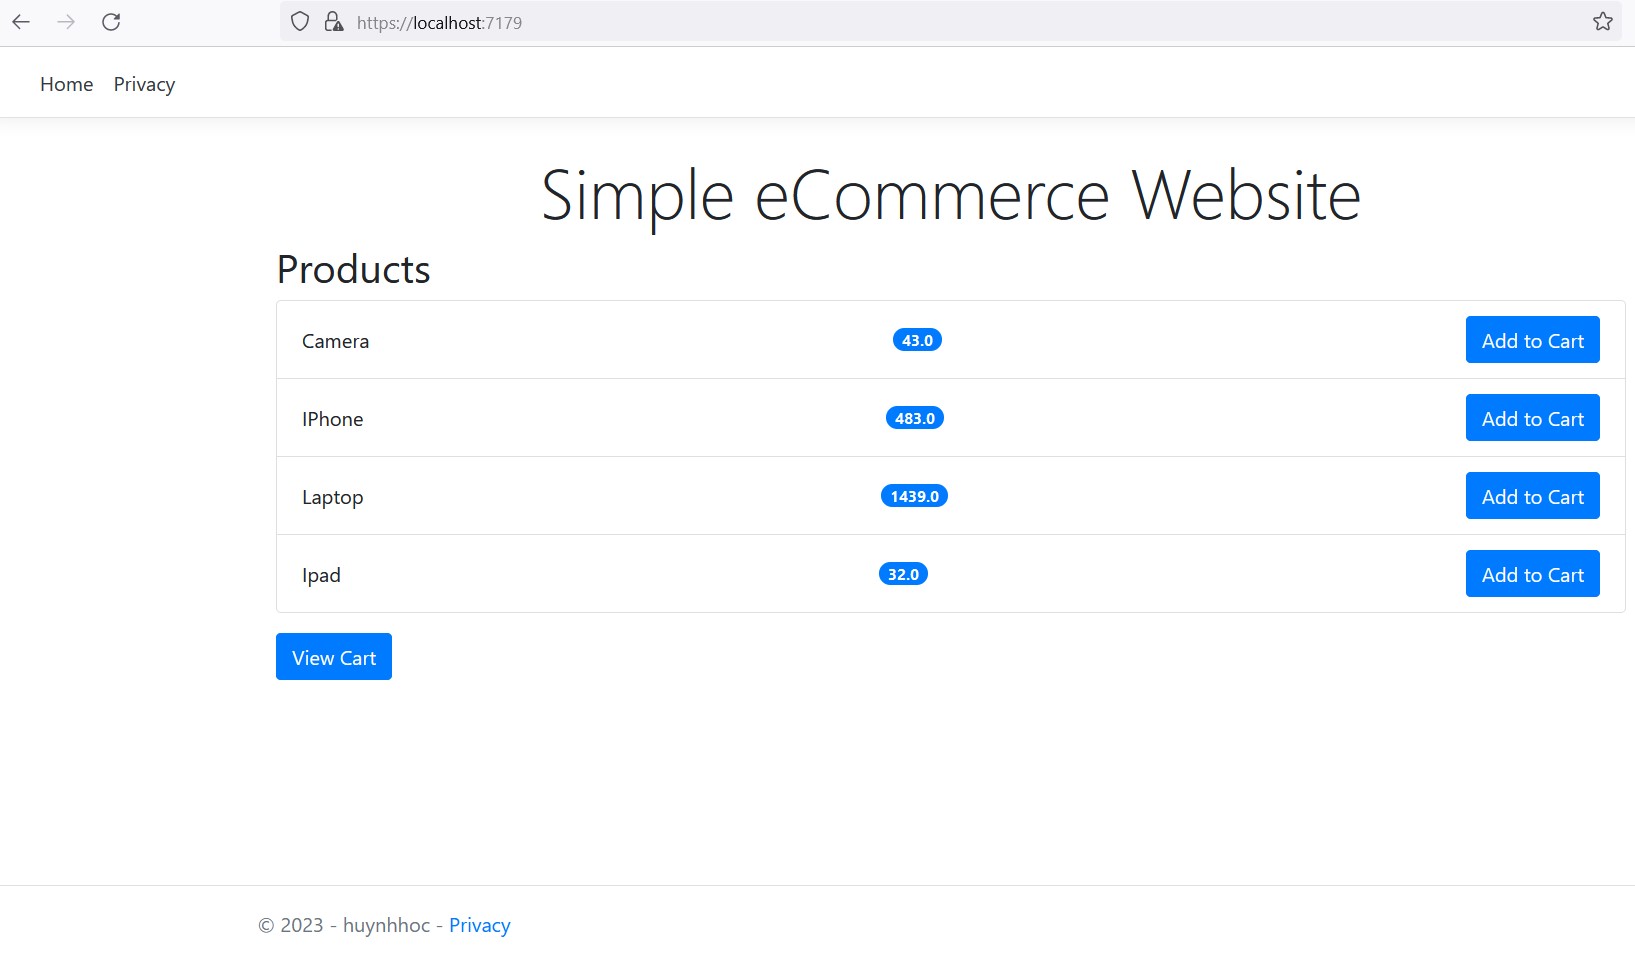 https://localhost:7179
Home Privacy
Simple eCommerce Website
Products
Camera 43.0 Add to Cart
IPhone 483.0 Add to Cart
Laptop 1439.0 Add to Cart
Ipad 32.0 Add to Cart
View Cart
© 2023 - huynhhoc - Privacy